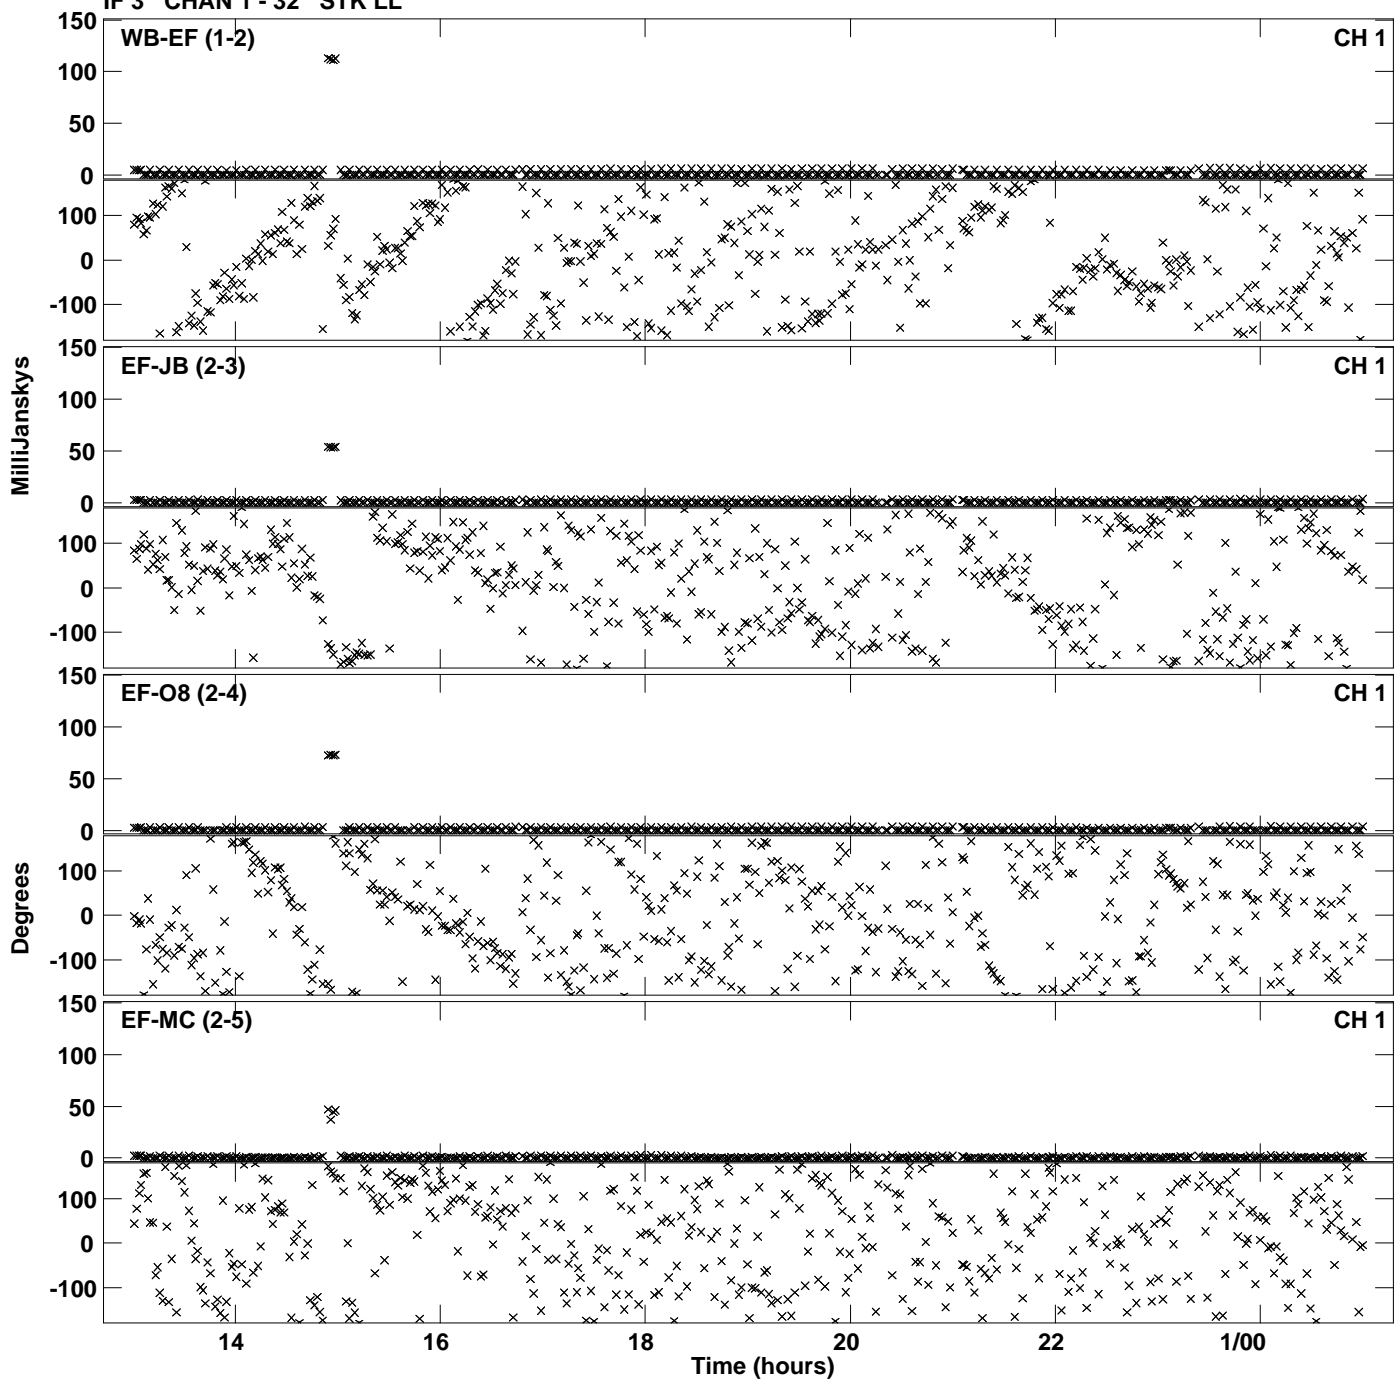 IF 3 CHAN 1 - 32 STK LL
150
WB-EF (1-2)
CH 1
100
50
0
100
0
-100
150
EF-JB (2-3)
CH 1
100
50
0
100
0
-100
150
EF-O8 (2-4)
CH 1
100
50
0
100
0
-100
150
EF-MC (2-5)
CH 1
100
50
0
100
0
-100
MilliJanskys
Degrees
14 16 18 20 22 1/00
Time (hours)